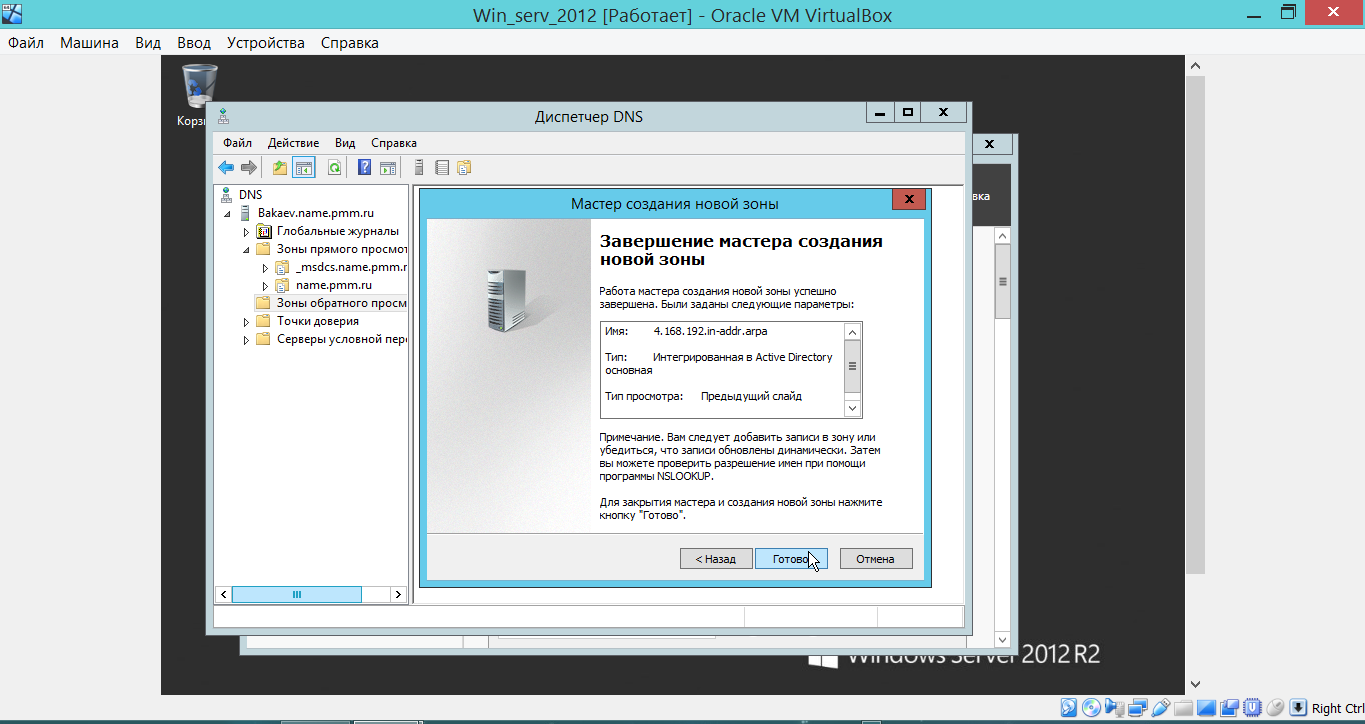 Win_serv_2012 [Работает] - Oracle VM VirtualBox
Файл Машина Вид Ввод Устройства Справка
Диспетчер DNS
Файл Действие Вид Справка
DNS
Bakaev.name.pmm.ru
Глобальные журналы
Зоны прямого
_msdcs.name.pmm.r
name.pmm.ru
Зоны обратного
Точки доверия
Серверы условной
вка
Мастер создания новой зоны
Завершение мастера создания
новой зоны
Работа мастера создания новой зоны успешно
завершена. Были заданы следующие параметры:
Имя: 4.168.192.in-addr.arpa
Тип: Интегрированная в Active Directory
основная
Тип просмотра: Предыдущий слайд
Примечание. Вам следует добавить записи в зону или
убедиться, что записи обновлены динамически. Затем
вы можете проверить разрешение имен при помощи
программы NSLOOKUP.
Для закрытия мастера и создания новой зоны нажмите
кнопку "Готово".
< Назад Готово Отмена
Windows Server 2012 R2
Right Ctrl